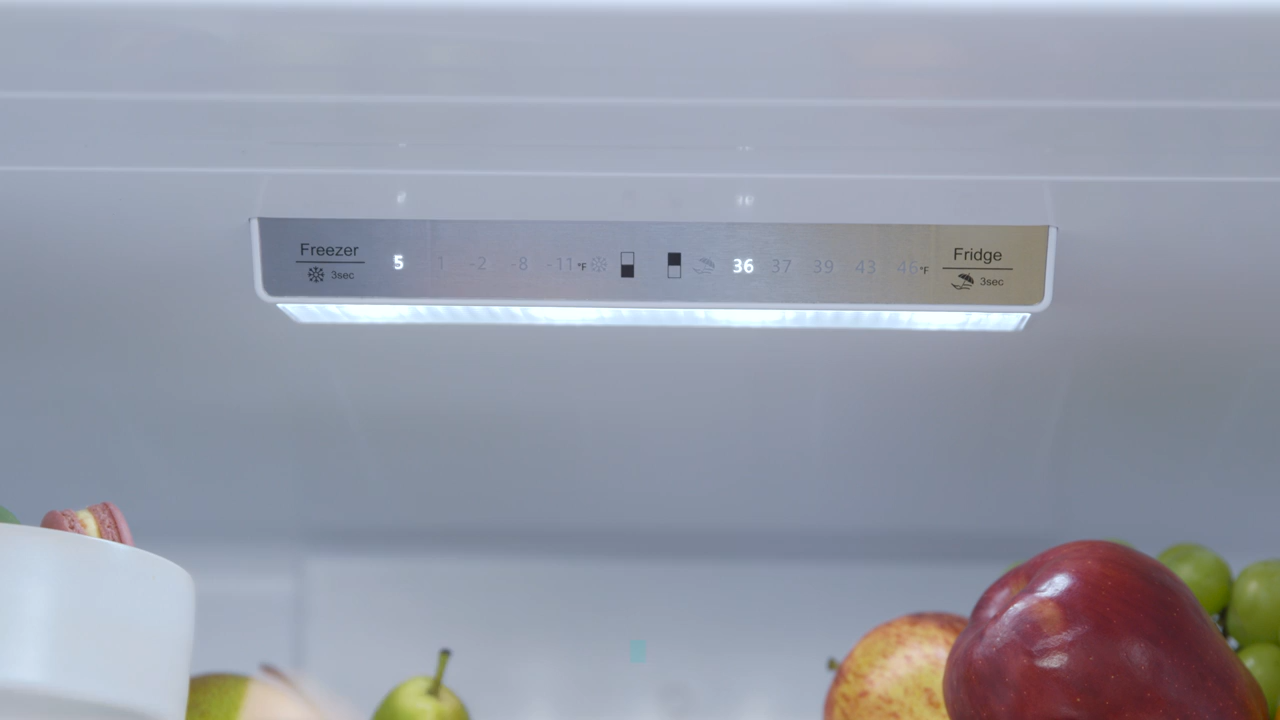 Freezer
3sec
5 1 -2 -8 -11 °F
36 37 39 43 46 °F
Fridge
3sec